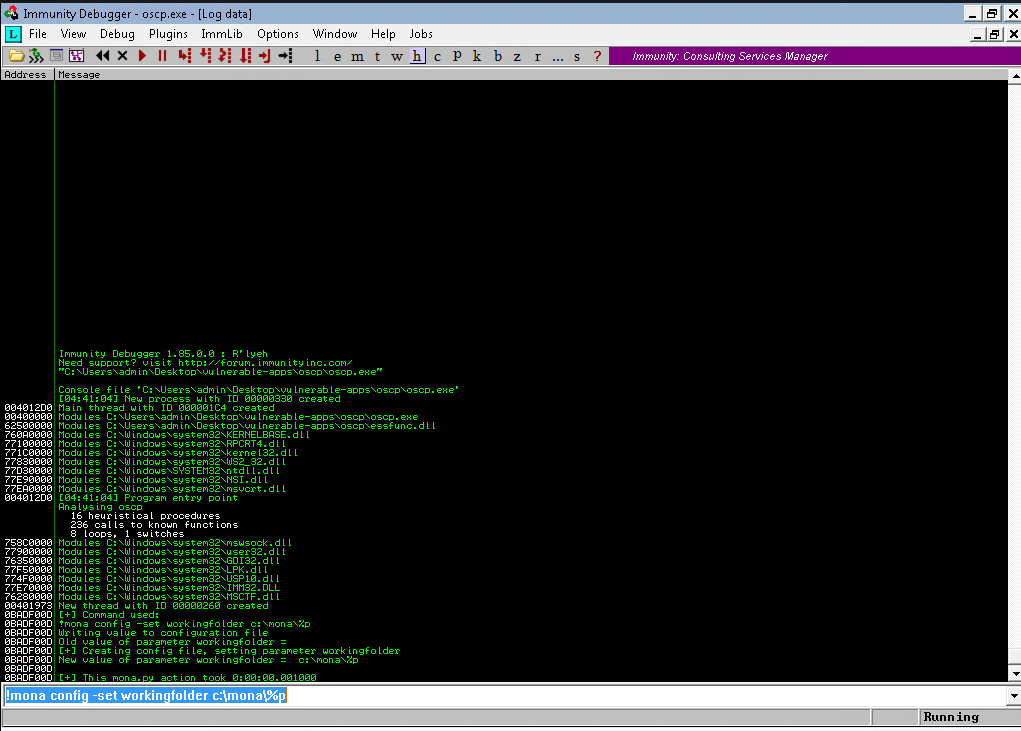 Immunity Debugger - oscp.exe - [Log data]
L File View Debug Plugins ImmLib Options Window Help Jobs
l e m t w h c P k b z r ... s ? Immunity: Consulting Services Manager
Address Message
Immunity Debugger 1.85.0.0 : R'lyeh
Need support? visit http://forum.immunityinc.com/
"C:\Users\admin\Desktop\vulnerable-apps\oscp\oscp.exe"
Console file 'C:\Users\admin\Desktop\vulnerable-apps\oscp\oscp.exe'
[04:41:04] New process with ID 00000330 created
004012D0 Main thread with ID 000001C4 created
00400000 Modules C:\Users\admin\Desktop\vulnerable-apps\oscp\oscp.exe
62500000 Modules C:\Users\admin\Desktop\vulnerable-apps\oscp\essfunc.dll
760A0000 Modules C:\Windows\system32\KERNELBASE.dll
77100000 Modules C:\Windows\system32\RPCRT4.dll
771C0000 Modules C:\Windows\system32\kernel32.dll
77830000 Modules C:\Windows\system32\WS2_32.dll
77D30000 Modules C:\Windows\SYSTEM32\ntdll.dll
77E90000 Modules C:\Windows\system32\NSI.dll
77EA0000 Modules C:\Windows\system32\msvcrt.dll
004012D0 [04:41:04] Program entry point
Analysing oscp
16 heuristical procedures
236 calls to known functions
8 loops, 1 switches
758C0000 Modules C:\Windows\system32\mswsock.dll
77900000 Modules C:\Windows\system32\user32.dll
76350000 Modules C:\Windows\system32\GDI32.dll
77F50000 Modules C:\Windows\system32\LPK.dll
774F0000 Modules C:\Windows\system32\USP10.dll
77E70000 Modules C:\Windows\system32\IMM32.DLL
76280000 Modules C:\Windows\system32\MSCTF.dll
00401973 New thread with ID 00000260 created
0BADF00D [+] Command used:
0BADF00D !mona config -set workingfolder c:\mona\%p
0BADF00D Writing value to configuration file
0BADF00D Old value of parameter workingfolder =
0BADF00D [+] Creating config file, setting parameter workingfolder
0BADF00D New value of parameter workingfolder =  c:\mona\%p
0BADF00D
0BADF00D [+] This mona.py action took 0:00:00.001000
!mona config -set workingfolder c:\mona\%p
Running